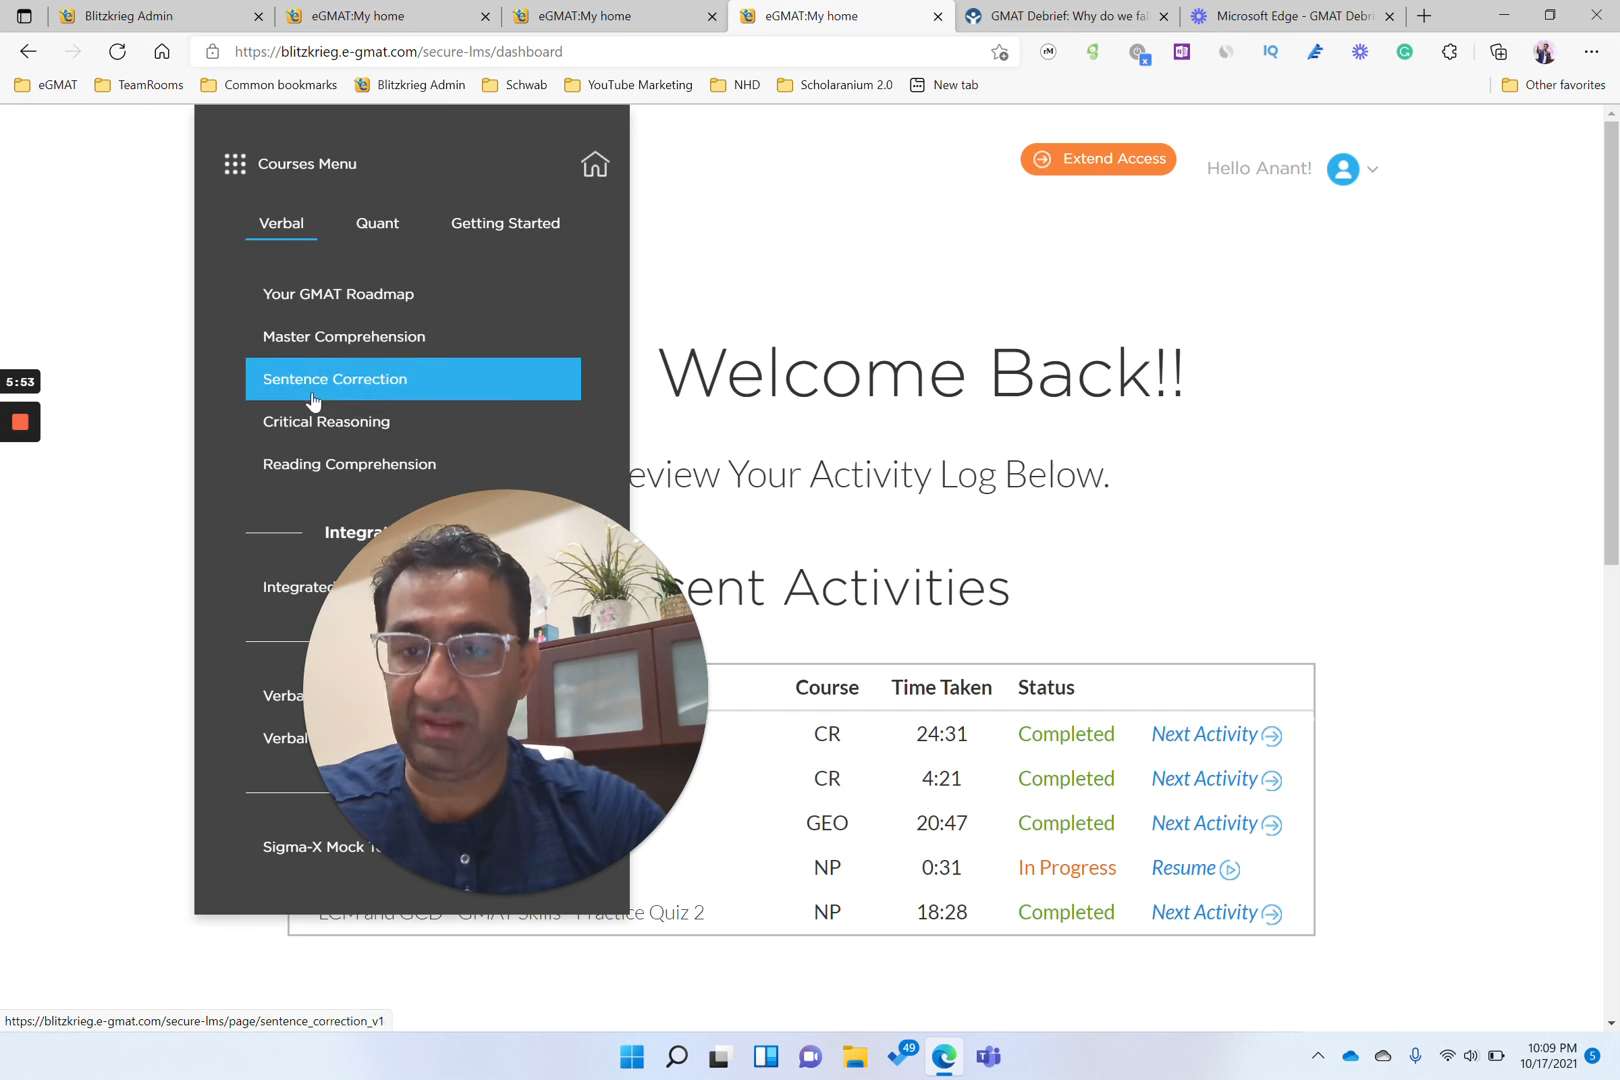 Blitzkrieg Admin
eGMAT:My home
eGMAT:My home
eGMAT:My home
GMAT Debrief: Why do we fal
Microsoft Edge - GMAT Debri
https://blitzkrieg.e-gmat.com/secure-lms/dashboard
eGMAT
TeamRooms
Common bookmarks
Blitzkrieg Admin
Schwab
YouTube Marketing
NHD
Scholaranium 2.0
New tab
Other favorites
Courses Menu
Extend Access
Hello Anant!
Verbal Quant Getting Started
Your GMAT Roadmap
Master Comprehension
Sentence Correction
Critical Reasoning
Reading Comprehension
5:53
Welcome Back!!
eview Your Activity Log Below.
Integra
Integrated
ent Activities
Verba
Verbal
Sigma-X Mock Te
Course Time Taken Status
CR 24:31 Completed Next Activity
CR 4:21 Completed Next Activity
GEO 20:47 Completed Next Activity
NP 0:31 In Progress Resume
LCM and GCD - GMAT Skills - Practice Quiz 2 NP 18:28 Completed Next Activity
https://blitzkrieg.e-gmat.com/secure-lms/page/sentence_correction_v1
49
10:09 PM
10/17/2021
5